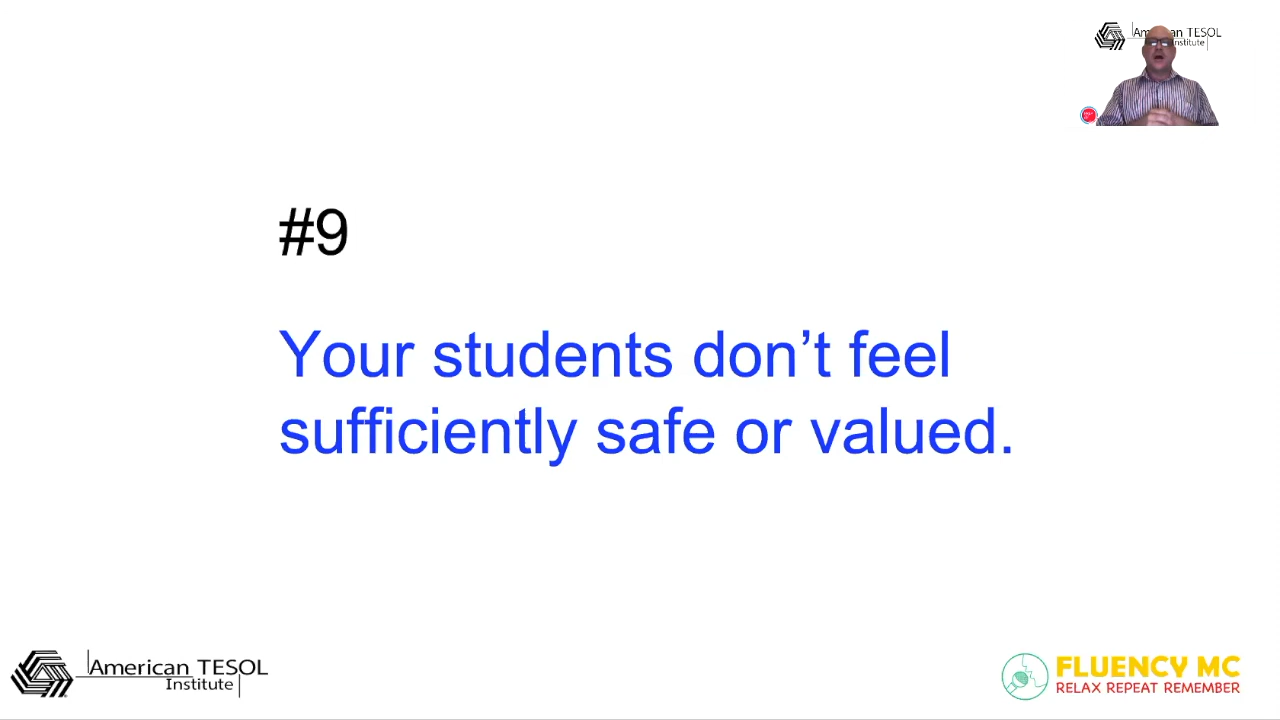 #9
Your students don’t feel
sufficiently safe or valued.
American TESOL
Institute
FLUENCY MC
RELAX REPEAT REMEMBER